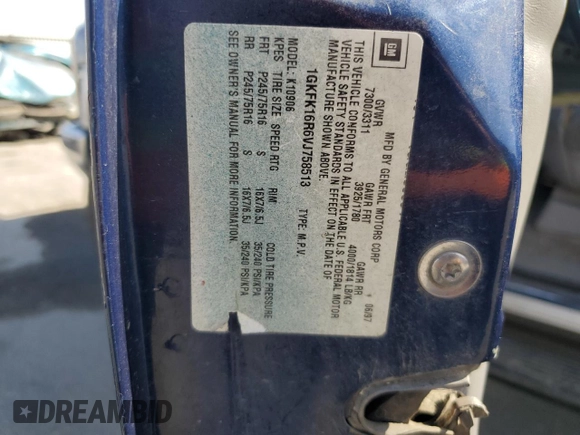 GM
MFD BY GENERAL MOTORS CORP
06/97
GVWR GAWR FRT GAWR RR
7300/3311 3925/1780 4000/1814 LB/KG
THIS VEHICLE CONFORMS TO ALL APPLICABLE U.S. FEDERAL MOTOR
VEHICLE SAFETY STANDARDS IN EFFECT ON THE DATE OF
MANUFACTURE SHOWN ABOVE.
1GKFK16R6VJ758513 TYPE: M.P.V.
MODEL: K10906
KPES TIRE SIZE SPEED RTG RIM COLD TIRE PRESSURE
FRT P245/75R16 S 16X7/6.5J 35/240 PSI/KPA
RR P245/75R16 S 16X7/6.5J 35/240 PSI/KPA
SEE OWNER'S MANUAL FOR MORE INFORMATION.
DREAMBID